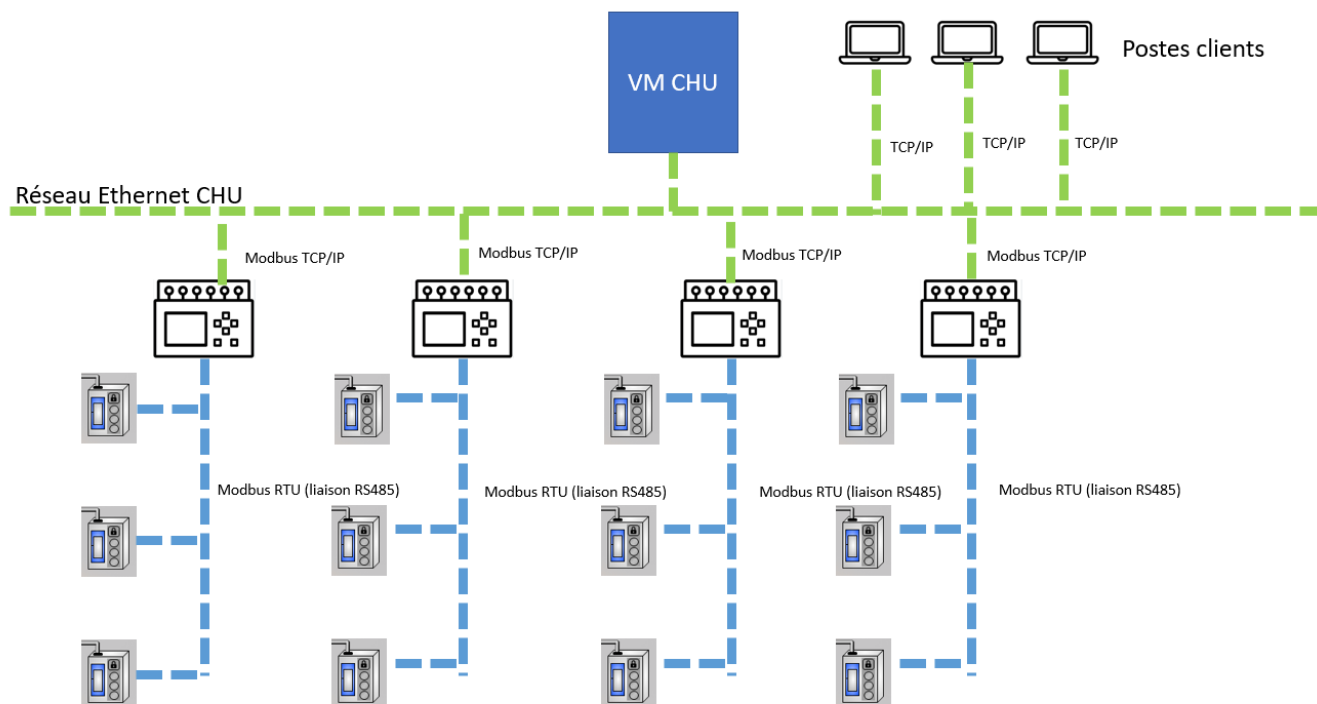 VM CHU
Postes clients
TCP/IP
TCP/IP
TCP/IP
Réseau Ethernet CHU
Modbus TCP/IP
Modbus TCP/IP
Modbus TCP/IP
Modbus TCP/IP
Modbus RTU (liaison RS485)
Modbus RTU (liaison RS485)
Modbus RTU (liaison RS485)
Modbus RTU (liaison RS485)